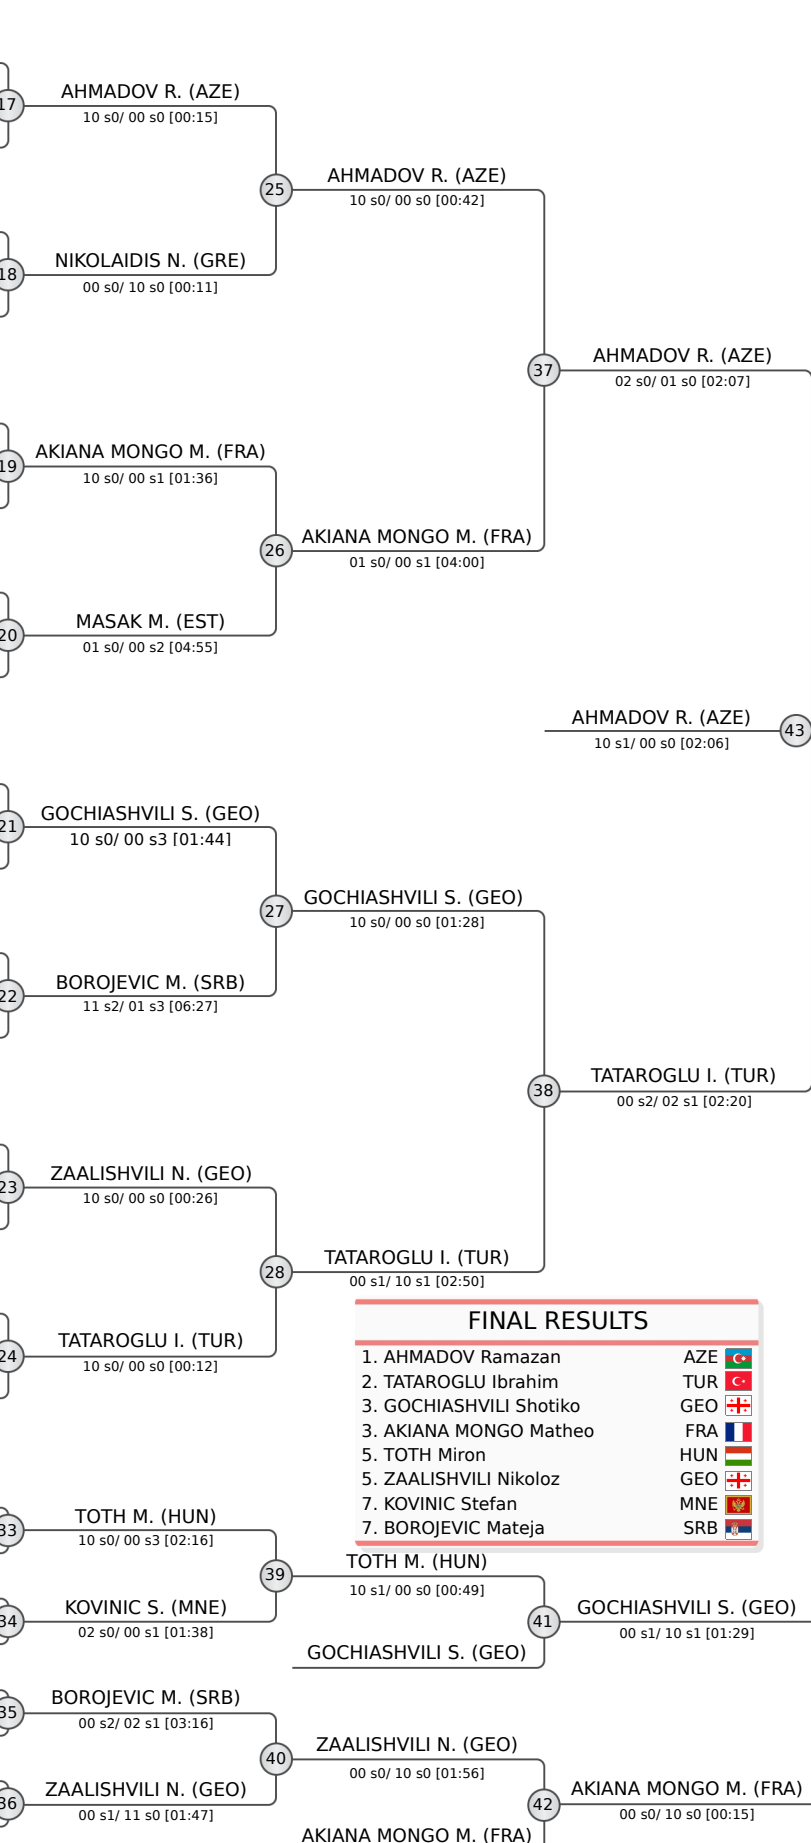 AHMADOV R. (AZE)
17
10 s0/ 00 s0 [00:15]
AHMADOV R. (AZE)
25
10 s0/ 00 s0 [00:42]
NIKOLAIDIS N. (GRE)
18
00 s0/ 10 s0 [00:11]
AHMADOV R. (AZE)
37
02 s0/ 01 s0 [02:07]
AKIANA MONGO M. (FRA)
19
10 s0/ 00 s1 [01:36]
AKIANA MONGO M. (FRA)
26
01 s0/ 00 s1 [04:00]
MASAK M. (EST)
20
01 s0/ 00 s2 [04:55]
AHMADOV R. (AZE)
43
10 s1/ 00 s0 [02:06]
GOCHIASHVILI S. (GEO)
21
10 s0/ 00 s3 [01:44]
GOCHIASHVILI S. (GEO)
27
10 s0/ 00 s0 [01:28]
BOROJEVIC M. (SRB)
22
11 s2/ 01 s3 [06:27]
TATAROGLU I. (TUR)
38
00 s2/ 02 s1 [02:20]
ZAALISHVILI N. (GEO)
23
10 s0/ 00 s0 [00:26]
TATAROGLU I. (TUR)
28
00 s1/ 10 s1 [02:50]
TATAROGLU I. (TUR)
24
10 s0/ 00 s0 [00:12]
FINAL RESULTS
1. AHMADOV Ramazan AZE
2. TATAROGLU Ibrahim TUR
3. GOCHIASHVILI Shotiko GEO
3. AKIANA MONGO Matheo FRA
5. TOTH Miron HUN
5. ZAALISHVILI Nikoloz GEO
7. KOVINIC Stefan MNE
7. BOROJEVIC Mateja SRB
TOTH M. (HUN)
33
10 s0/ 00 s3 [02:16]
TOTH M. (HUN)
39
10 s1/ 00 s0 [00:49]
KOVINIC S. (MNE)
34
02 s0/ 00 s1 [01:38]
GOCHIASHVILI S. (GEO)
41
00 s1/ 10 s1 [01:29]
GOCHIASHVILI S. (GEO)
BOROJEVIC M. (SRB)
35
00 s2/ 02 s1 [03:16]
ZAALISHVILI N. (GEO)
40
00 s0/ 10 s0 [01:56]
ZAALISHVILI N. (GEO)
36
00 s1/ 11 s0 [01:47]
AKIANA MONGO M. (FRA)
42
00 s0/ 10 s0 [00:15]
AKIANA MONGO M. (FRA)